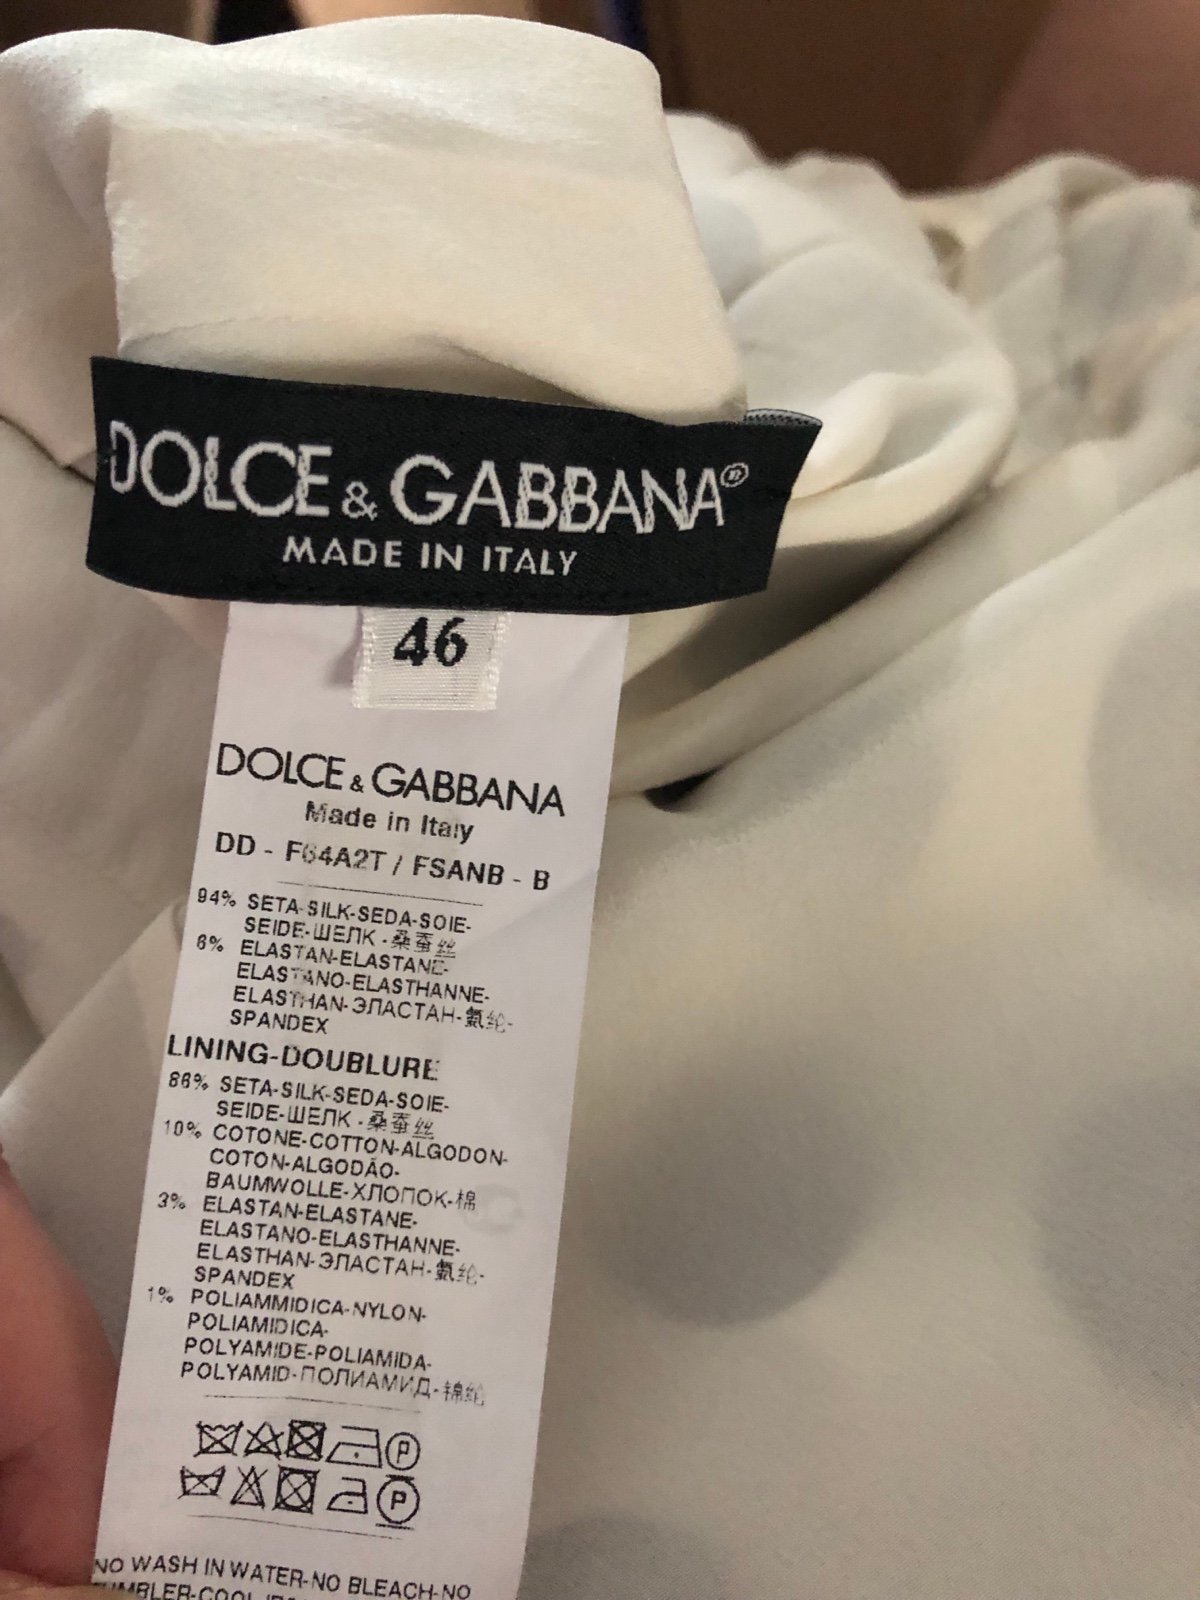 DOLCE & GABBANA®
MADE IN ITALY
46
DOLCE & GABBANA
Made in Italy
DD - F64A2T / FSANB - B
94% SETA-SILK-SEDA-SOIE-
SEIDE-ШЕЛК -桑蚕丝
6% ELASTAN-ELASTANE-
ELASTANO-ELASTHANNE-
ELASTHAN-ЭЛАСТАН-氨纶-
SPANDEX
LINING-DOUBLURE
86% SETA-SILK-SEDA-SOIE-
SEIDE-ШЕЛК -桑蚕丝
10% COTONE-COTTON-ALGODON-
COTON-ALGODÃO-
BAUMWOLLE-ХЛОПОК-棉
3% ELASTAN-ELASTANE-
ELASTANO-ELASTHANNE-
ELASTHAN-ЭЛАСТАН-氨纶-
SPANDEX
1% POLIAMMIDICA-NYLON-
POLIAMIDICA-
POLYAMIDE-POLIAMIDA-
POLYAMID-ПОЛИАМИД-锦纶
P
P
NO WASH IN WATER-NO BLEACH-NO
TUMBLER-COOL